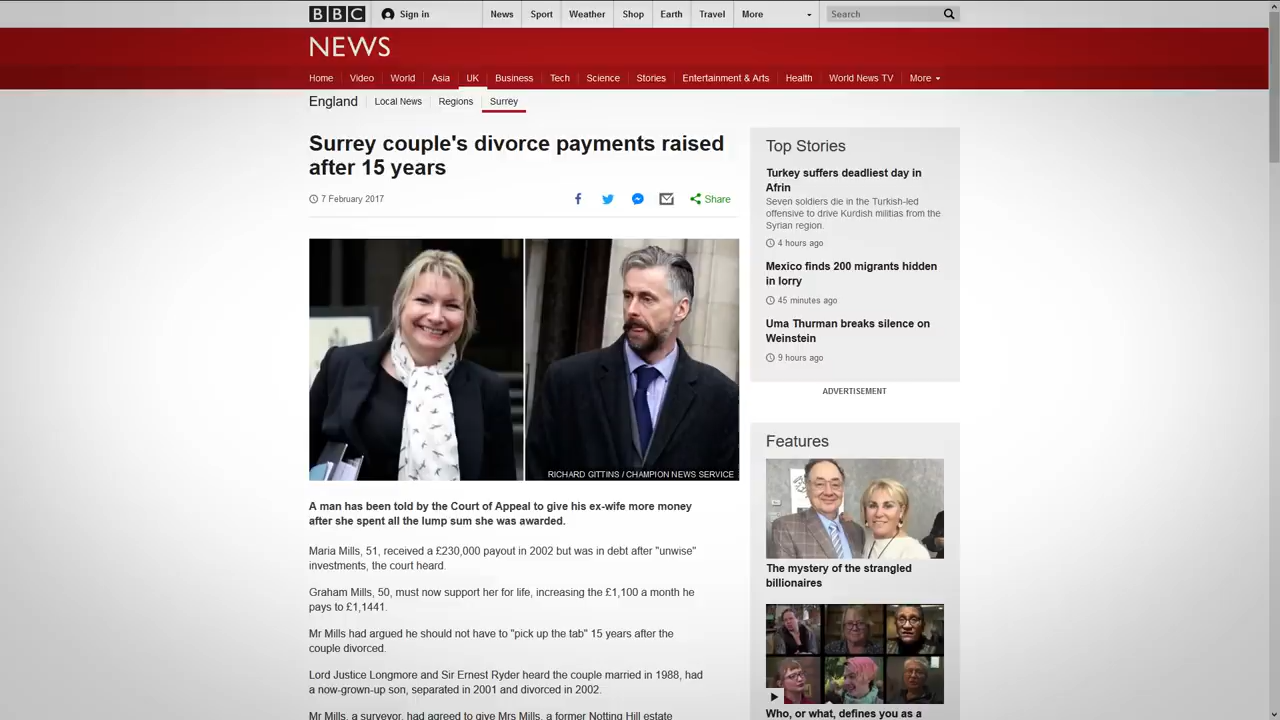 BBC Sign in News Sport Weather Shop Earth Travel More Search
NEWS
Home Video World Asia UK Business Tech Science Stories Entertainment & Arts Health World News TV More
England Local News Regions Surrey
Surrey couple's divorce payments raised
after 15 years
7 February 2017
Share
RICHARD GITTINS / CHAMPION NEWS SERVICE
A man has been told by the Court of Appeal to give his ex-wife more money
after she spent all the lump sum she was awarded.
Maria Mills, 51, received a £230,000 payout in 2002 but was in debt after "unwise"
investments, the court heard.
Graham Mills, 50, must now support her for life, increasing the £1,100 a month he
pays to £1,1441.
Mr Mills had argued he should not have to "pick up the tab" 15 years after the
couple divorced.
Lord Justice Longmore and Sir Ernest Ryder heard the couple married in 1988, had
a now-grown-up son, separated in 2001 and divorced in 2002.
Mr Mills, a surveyor, had agreed to give Mrs Mills, a former Notting Hill estate
Top Stories
Turkey suffers deadliest day in
Afrin
Seven soldiers die in the Turkish-led
offensive to drive Kurdish militias from the
Syrian region.
4 hours ago
Mexico finds 200 migrants hidden
in lorry
45 minutes ago
Uma Thurman breaks silence on
Weinstein
9 hours ago
ADVERTISEMENT
Features
The mystery of the strangled
billionaires
Who, or what, defines you as a